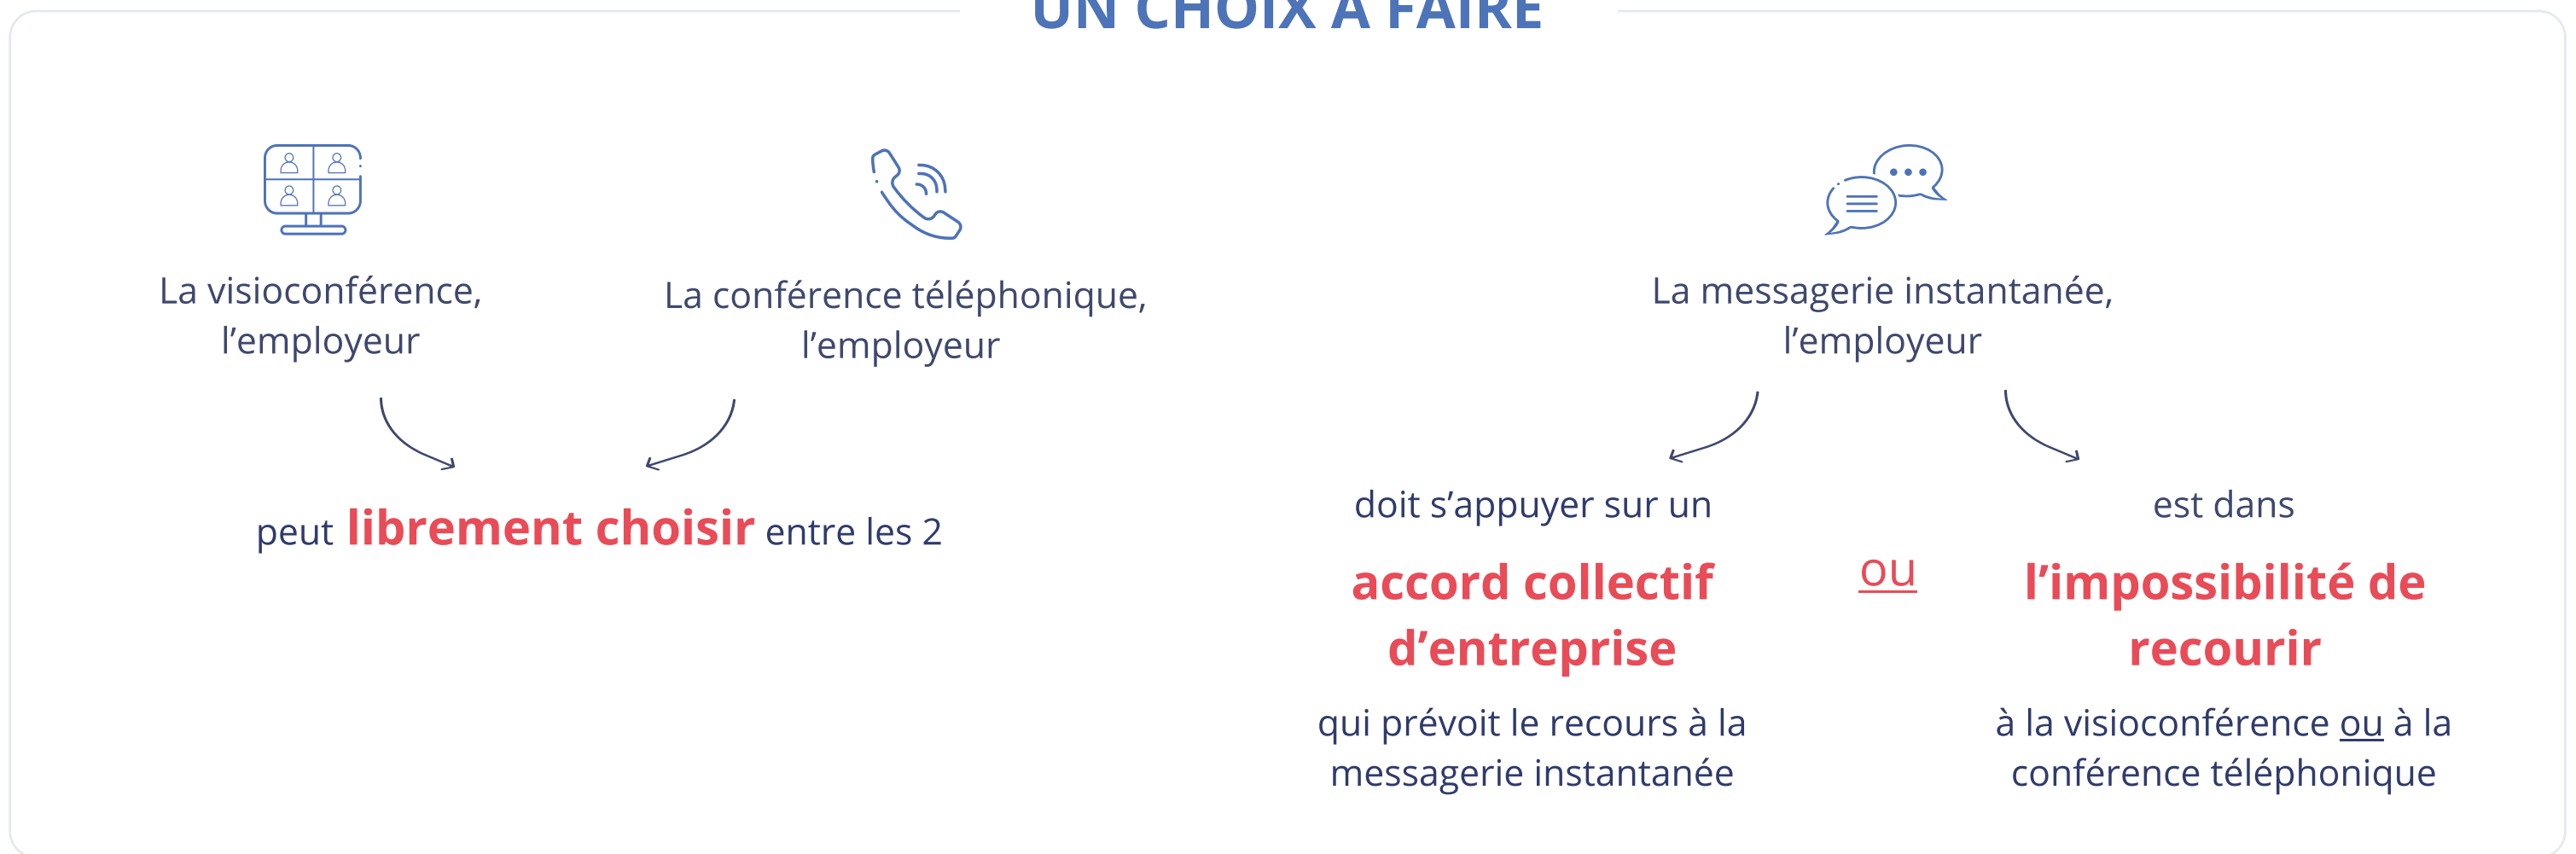 UN CHOIX À FAIRE
La visioconférence,
l’employeur
La conférence téléphonique,
l’employeur
peut librement choisir entre les 2
La messagerie instantanée,
l’employeur
doit s’appuyer sur un
accord collectif
d’entreprise
qui prévoit le recours à la
messagerie instantanée
ou
est dans
l’impossibilité de
recourir
à la visioconférence ou à la
conférence téléphonique